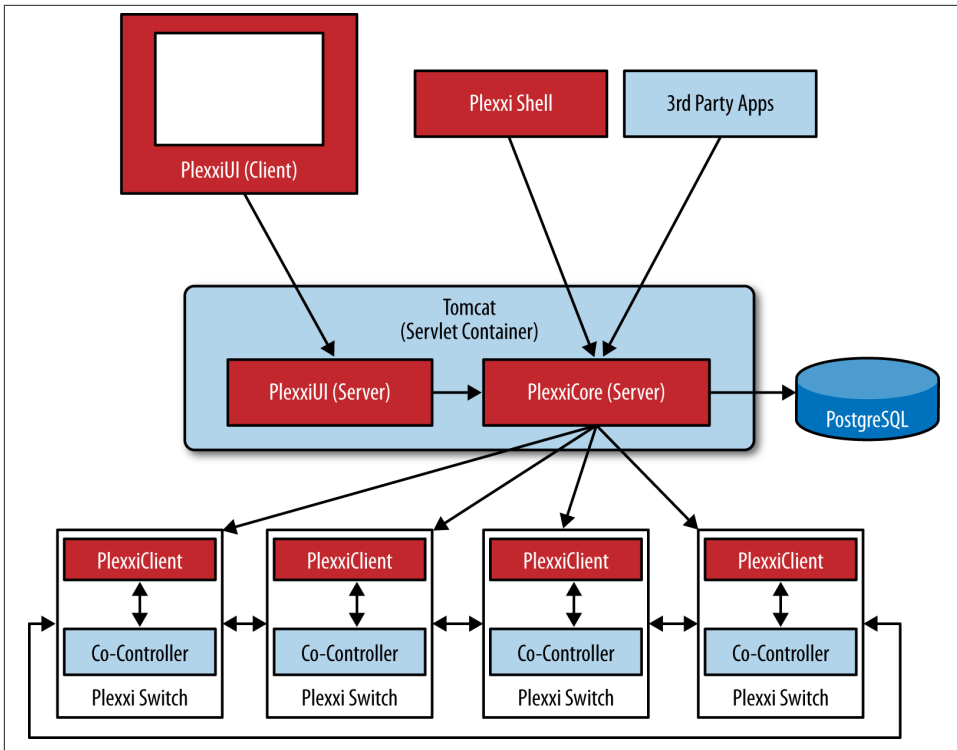 PlexxiUI (Client)
Plexxi Shell
3rd Party Apps
Tomcat
(Servlet Container)
PlexxiUI (Server)
PlexxiCore (Server)
PostgreSQL
PlexxiClient
Co-Controller
Plexxi Switch
PlexxiClient
Co-Controller
Plexxi Switch
PlexxiClient
Co-Controller
Plexxi Switch
PlexxiClient
Co-Controller
Plexxi Switch